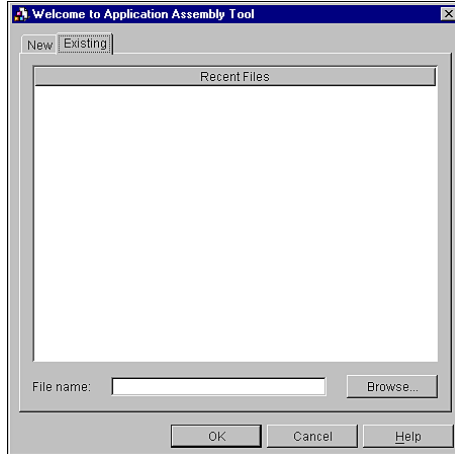 Welcome to Application Assembly Tool
New Existing
Recent Files
File name: Browse...
OK Cancel Help